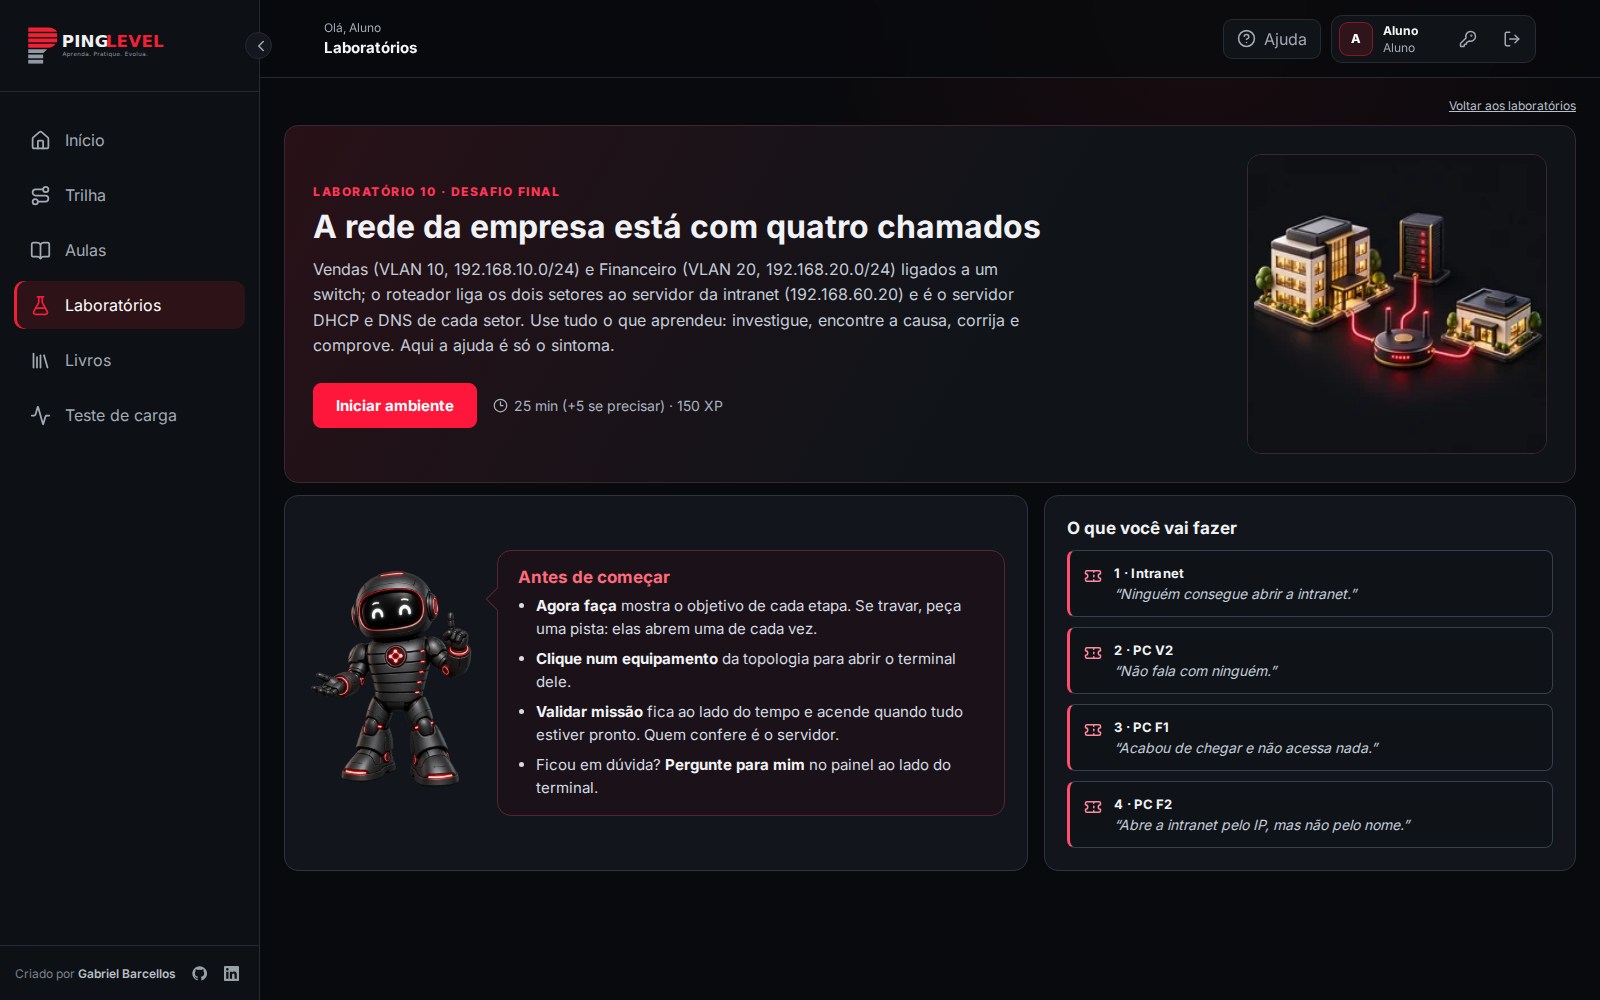 PINGLEVEL
Aprenda. Pratique. Evolua.
Olá, Aluno
Laboratórios
Ajuda
A
Aluno
Aluno
Início
Trilha
Aulas
Laboratórios
Livros
Teste de carga
Voltar aos laboratórios
LABORATÓRIO 10 · DESAFIO FINAL
A rede da empresa está com quatro chamados
Vendas (VLAN 10, 192.168.10.0/24) e Financeiro (VLAN 20, 192.168.20.0/24) ligados a um
switch; o roteador liga os dois setores ao servidor da intranet (192.168.60.20) e é o servidor
DHCP e DNS de cada setor. Use tudo o que aprendeu: investigue, encontre a causa, corrija e
comprove. Aqui a ajuda é só o sintoma.
Iniciar ambiente
25 min (+5 se precisar) · 150 XP
Antes de começar
• Agora faça mostra o objetivo de cada etapa. Se travar, peça
uma pista: elas abrem uma de cada vez.
• Clique num equipamento da topologia para abrir o terminal
dele.
• Validar missão fica ao lado do tempo e acende quando tudo
estiver pronto. Quem confere é o servidor.
• Ficou em dúvida? Pergunte para mim no painel ao lado do
terminal.
O que você vai fazer
1 · Intranet
“Ninguém consegue abrir a intranet.”
2 · PC V2
“Não fala com ninguém.”
3 · PC F1
“Acabou de chegar e não acessa nada.”
4 · PC F2
“Abre a intranet pelo IP, mas não pelo nome.”
Criado por Gabriel Barcellos